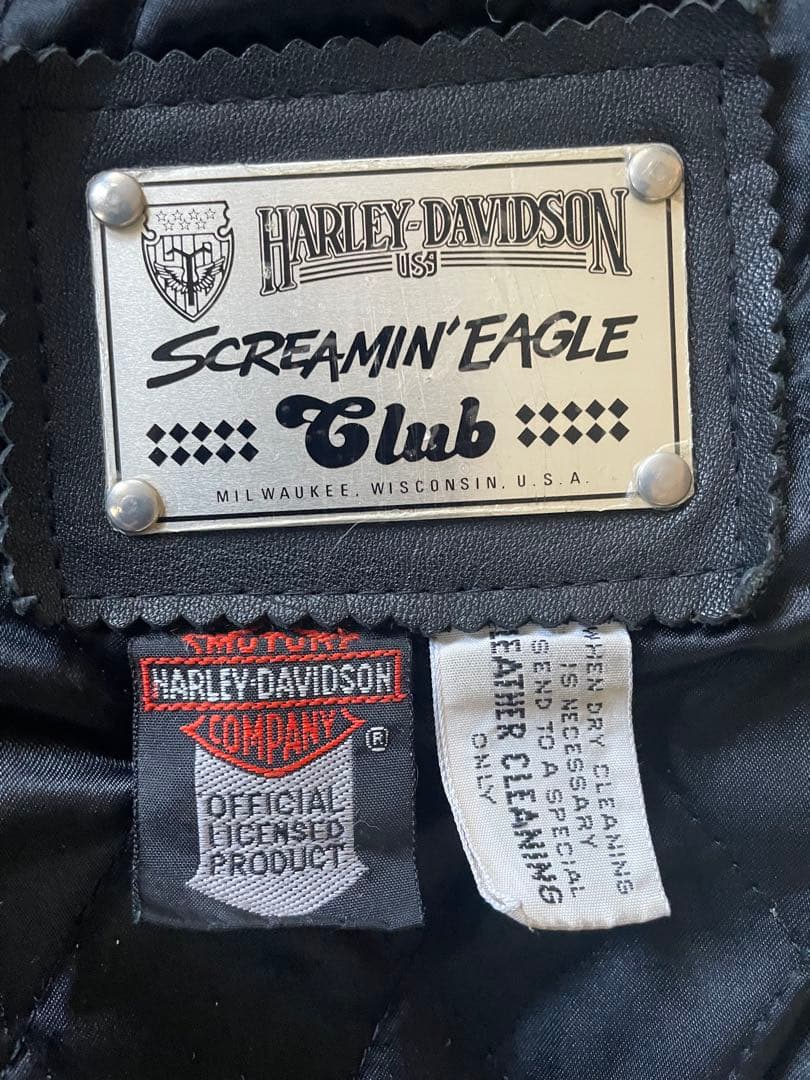 HARLEY-DAVIDSON
USA
SCREAMIN' EAGLE
Club
MILWAUKEE, WISCONSIN, U.S.A.
MOTOR
HARLEY-DAVIDSON
COMPANY
®
OFFICIAL
LICENSED
PRODUCT
WHEN DRY CLEANING
IS NECESSARY
SEND TO A SPECIAL
LEATHER CLEANING
ONLY